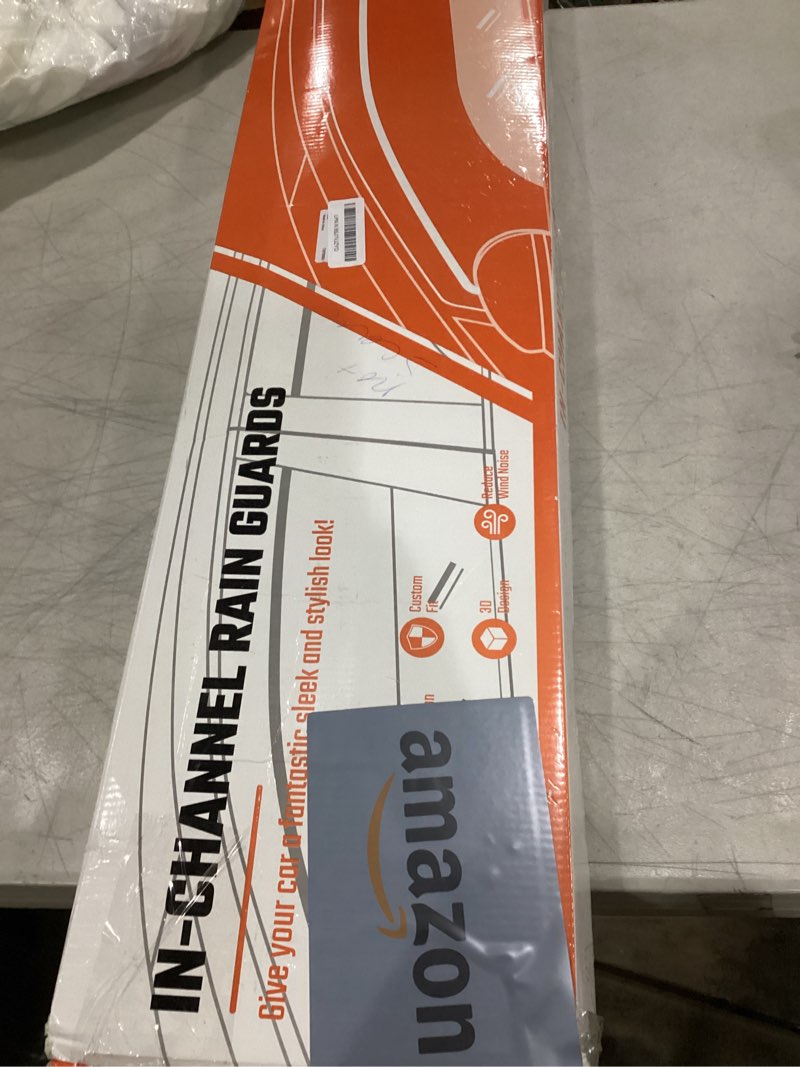 IN-CHANNEL RAIN GUARDS
Give your car a fantastic sleek and stylish look!
Custom
Fit
Reduce
Wind Noise
3D
Design
not
amazon